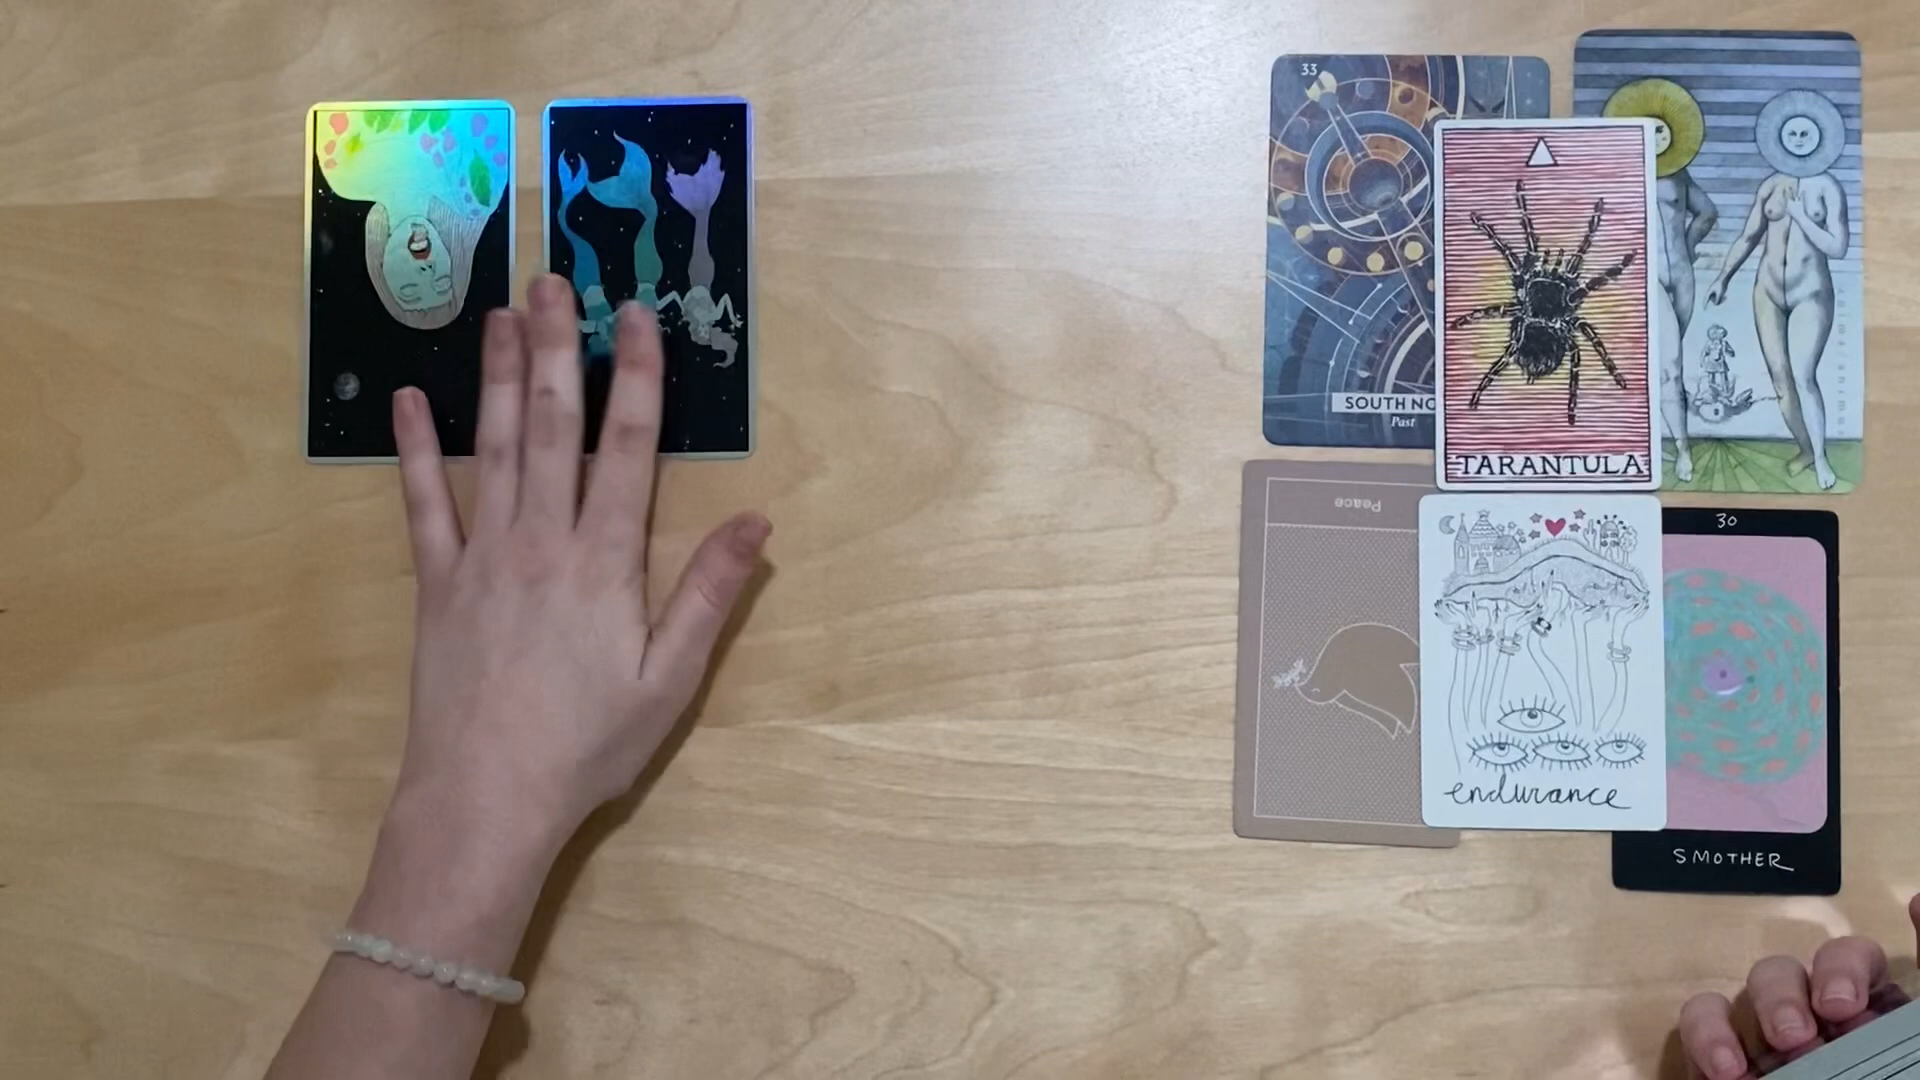 33
SOUTH NO
Past
TARANTULA
Peace
endurance
30
SMOTHER